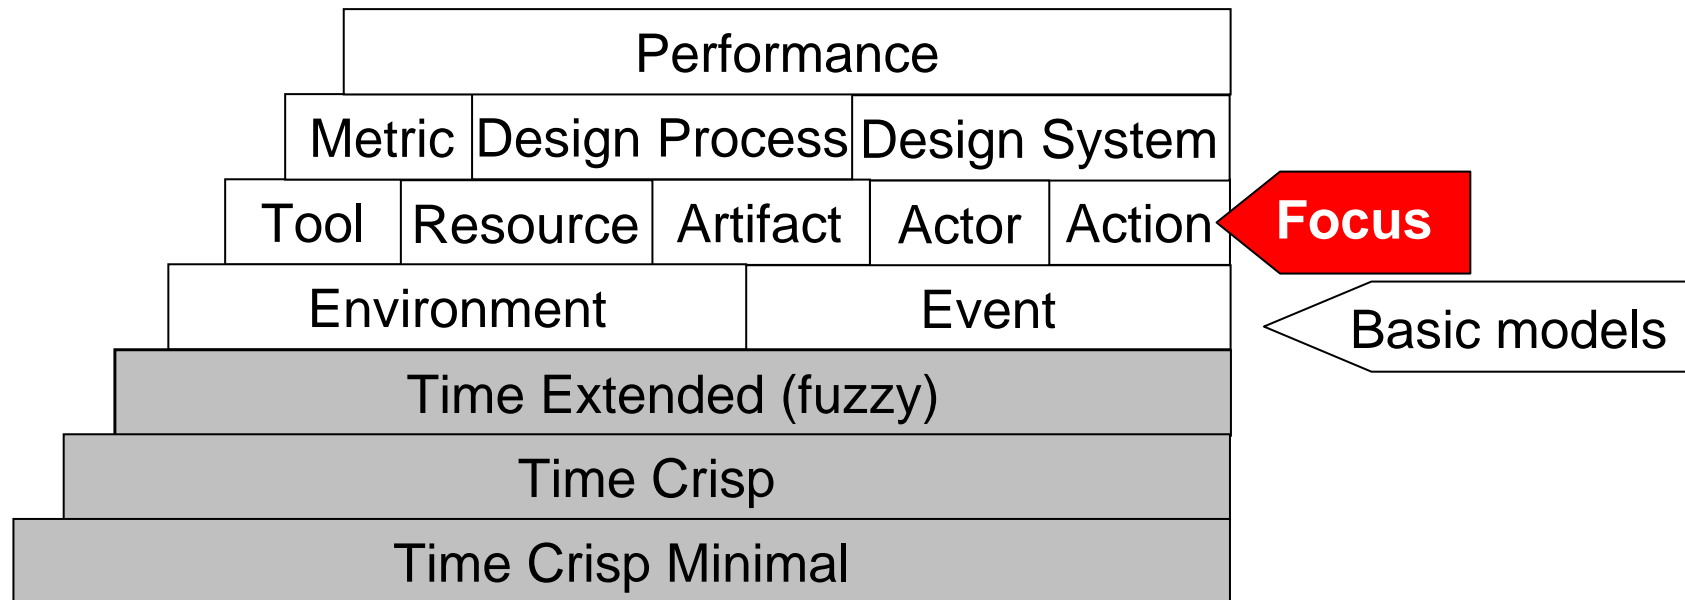 Performance
Metric Design Process Design System
Tool Resource Artifact Actor Action Focus
Environment Event Basic models
Time Extended (fuzzy)
Time Crisp
Time Crisp Minimal